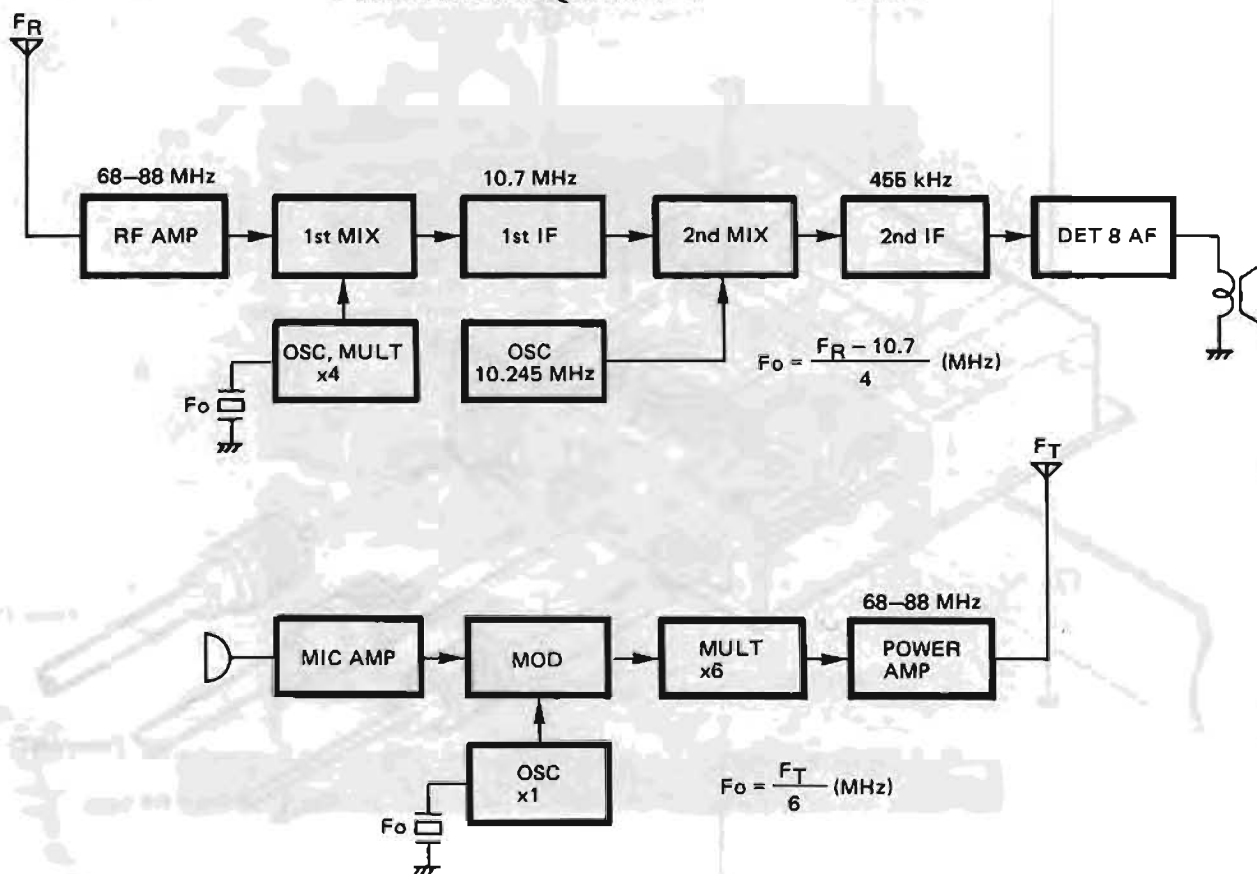 FR
68–88 MHz
10.7 MHz
455 kHz
RF AMP
1st MIX
1st IF
2nd MIX
2nd IF
DET 8 AF
OSC, MULT
x4
OSC
10.245 MHz
Fo = FR – 10.7 / 4 (MHz)
Fo
FT
68–88 MHz
MIC AMP
MOD
MULT
x6
POWER
AMP
OSC
x1
Fo = FT / 6 (MHz)
Fo